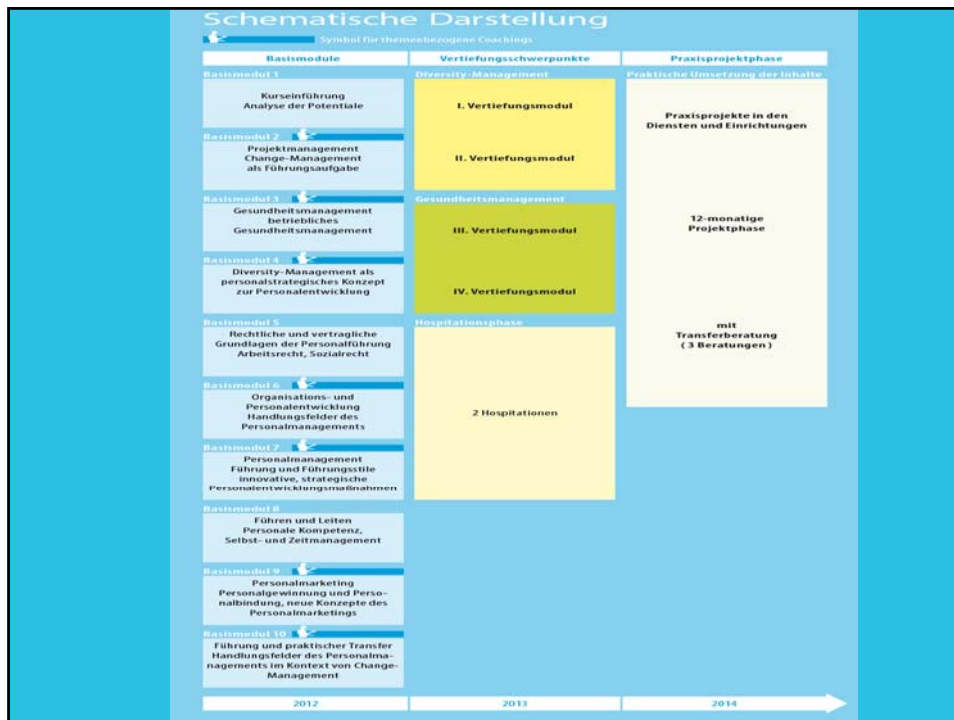 Schematische Darstellung
Symbol für themenbezogene Coachings
Basismodule
Basismodul 1
Kurseinführung
Analyse der Potentiale
Basismodul 2
Projektmanagement
Change-Management
als Führungsaufgabe
Basismodul 3
Gesundheitsmanagement
betriebliches
Gesundheitsmanagement
Basismodul 4
Diversity-Management als
personalstrategisches Konzept
zur Personalentwicklung
Basismodul 5
Rechtliche und vertragliche
Grundlagen der Personalführung
Arbeitsrecht, Sozialrecht
Basismodul 6
Organisations- und
Personalentwicklung
Handlungsfelder des
Personalmanagements
Basismodul 7
Personalmanagement
Führung und Führungsstile
innovative, strategische
Personalentwicklungsmaßnahmen
Basismodul 8
Führen und Leiten
Personale Kompetenz,
Selbst- und Zeitmanagement
Basismodul 9
Personalmarketing
Personalgewinnung und Perso-
nalbindung, neue Konzepte des
Personalmarketings
Basismodul 10
Führung und praktischer Transfer
Handlungsfelder des Personalma-
nagements im Kontext von Change-
Management
2012
Vertiefungsschwerpunkte
Diversity-Management
I. Vertiefungsmodul
II. Vertiefungsmodul
Gesundheitsmanagement
III. Vertiefungsmodul
IV. Vertiefungsmodul
Hospitationsphase
2 Hospitationen
2013
Praxisprojektphase
Praktische Umsetzung der Inhalte
Praxisprojekte in den
Diensten und Einrichtungen
12-monatige
Projektphase
mit
Transferberatung
( 3 Beratungen )
2014